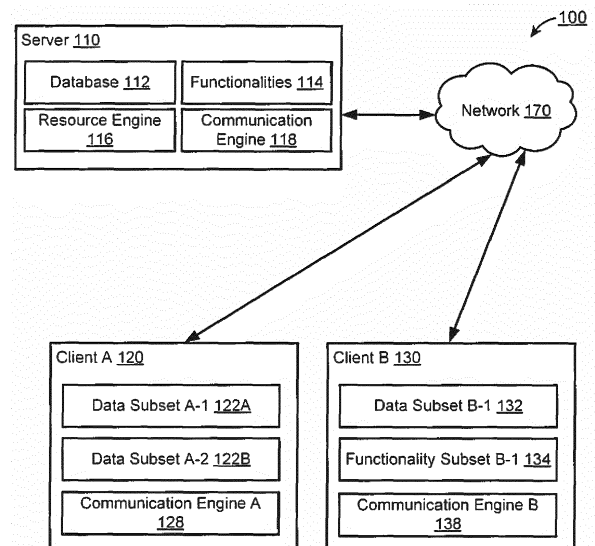 100
Server 110
Database 112
Functionalities 114
Resource Engine
116
Communication
Engine 118
Network 170
Client A 120
Data Subset A-1 122A
Data Subset A-2 122B
Communication Engine A
128
Client B 130
Data Subset B-1 132
Functionality Subset B-1 134
Communication Engine B
138